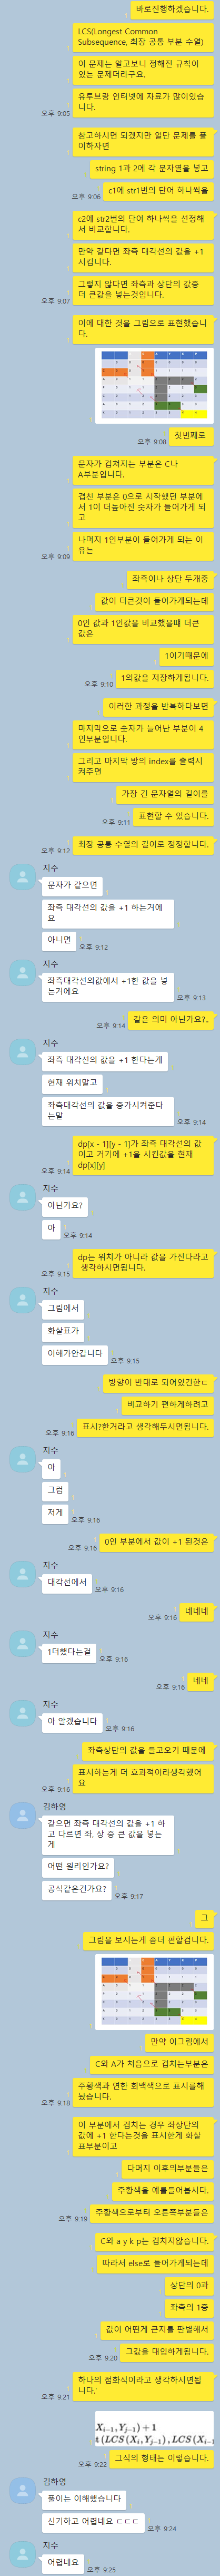 바로진행하겠습니다.
LCS(Longest Common
Subsequence, 최장 공통 부분 수열)
이 문제는 알고보니 정해진 규칙이
있는 문제더라구요.
유투브랑 인터넷에 자료가 많이있습
니다.
오후 9:05
참고하시면 되겠지만 일단 문제를 풀
이하자면
string 1과 2에 각 문자열을 넣고
c1에 str1번의 단어 하나씩을
오후 9:06
c2에 str2번의 단어 하나씩을 선정해
서 비교합니다.
만약 같다면 좌측 대각선의 값을 +1
시킵니다.
그렇지 않다면 좌측과 상단의 값중
더 큰값을 넣는것입니다.
오후 9:07
이에 대한 것을 그림으로 표현했습니
다.
첫번째로
오후 9:08
문자가 겹쳐지는 부분은 C나
A부분입니다.
겹친 부분은 0으로 시작했던 부분에
서 1이 더높아진 숫자가 들어가게 되
고
나머지 1인부분이 들어가게 되는 이
유는
오후 9:09
좌측이나 상단 두개중
값이 더큰것이 들어가게되는데
0인 값과 1인값을 비교했을때 더큰
값은
1이기때문에
1의값을 저장하게됩니다.
오후 9:10
이러한 과정을 반복하다보면
마지막으로 숫자가 늘어난 부분이 4
인부분입니다.
그리고 마지막 방의 index를 출력시
켜주면
가장 긴 문자열의 길이를
표현할 수 있습니다.
오후 9:11
최장 공통 수열의 길이로 정정합니다.
오후 9:12
지수
문자가 같으면
좌측 대각선의 값을 +1 하는거에
요
아니면
오후 9:12
지수
좌측대각선의값에서 +1한 값을 넣
는거에요
오후 9:13
같은 의미 아닌가요?..
오후 9:14
지수
좌측 대각선의 값을 +1 한다는게
현재 위치말고
좌측대각선의 값을 증가시켜준다
는말
오후 9:14
dp[x - 1][y - 1]가 좌측 대각선의 값
이고 거기에 +1을 시킨값을 현재
dp[x][y]
오후 9:14
지수
아닌가요?
아
오후 9:14
dp는 위치가 아니라 값을 가진다라고
생각하시면됩니다.
오후 9:15
지수
그림에서
화살표가
이해가안갑니다
오후 9:15
방향이 반대로 되어있긴한ㄷ
비교하기 편하게하려고
표시?한거라고 생각해두시면됩니다.
오후 9:16
지수
아
그럼
저게
오후 9:16
0인 부분에서 값이 +1 된것은
오후 9:16
지수
대각선에서
오후 9:16
네네네
오후 9:16
지수
1더했다는걸
오후 9:16
네네
오후 9:16
지수
아 알겠습니다
오후 9:16
좌측상단의 값을 들고오기 때문에
표시하는게 더 효과적이라생각했어
요
오후 9:16
김하영
같으면 좌측 대각선의 값을 +1 하
고 다르면 좌, 상 중 큰 값을 넣는
게
어떤 원리인가요?
공식같은건가요?
오후 9:17
그
그림을 보시는게 좀더 편할겁니다.
만약 이그림에서
C와 A가 처음으로 겹치는부분은
주황색과 연한 회백색으로 표시를해
놨습니다.
오후 9:18
이 부분에서 겹치는 경우 좌상단의
값에 +1 한다는것을 표시한게 화살
표부분이고
다머지 이후의부분들은
주황색을 예를들어봅시다.
주황색으로부터 오른쪽부분들은
오후 9:19
C와 a y k p는 겹치지않습니다.
따라서 else로 들어가게되는데
상단의 0과
좌측의 1중
값이 어떤게 큰지를 판별해서
그값을 대입하게됩니다.
오후 9:20
하나의 점화식이라고 생각하시면됩
니다.'
오후 9:21
X_{i-1}, Y_{j-1}) + 1
t (LCS (X_i, Y_{j-1}) , LCS (X_{i-1}
오후 9:22
그식의 형태는 이렇습니다.
김하영
풀이는 이해했습니다
신기하고 어렵네요 ㄷㄷㄷ
오후 9:24
지수
어렵네요
오후 9:25